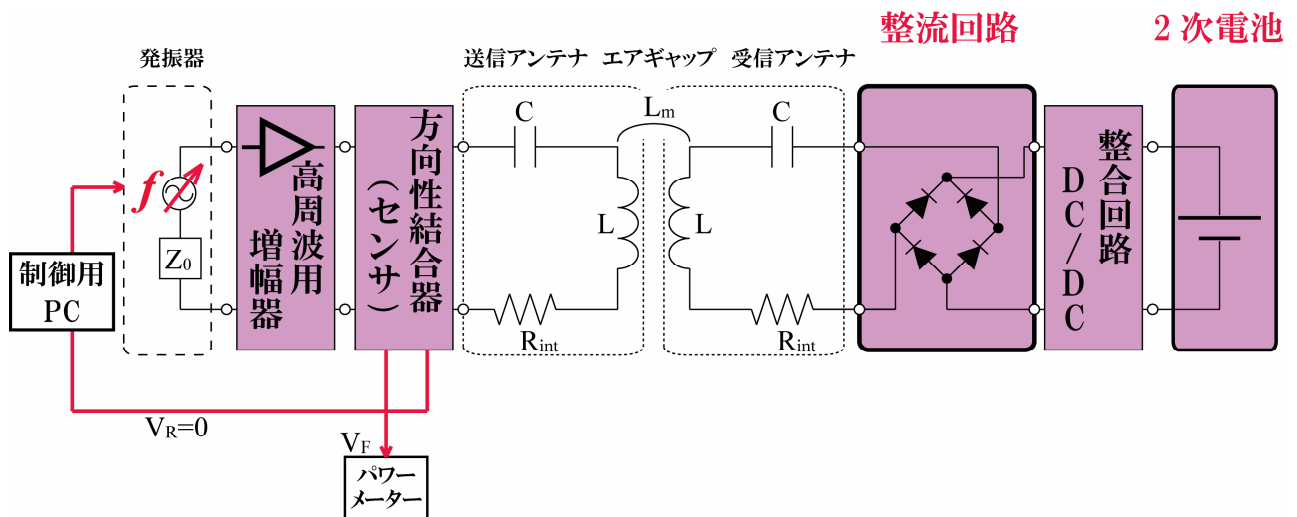 整流回路
2次電池
発振器
送信アンテナ
エアギャップ
受信アンテナ
C
Lm
C
f
Z0
高周波用
増幅器
方向性結合器
(センサ)
L
L
整合回路
DC/DC
制御用
PC
Rint
Rint
VR=0
VF
パワー
メーター